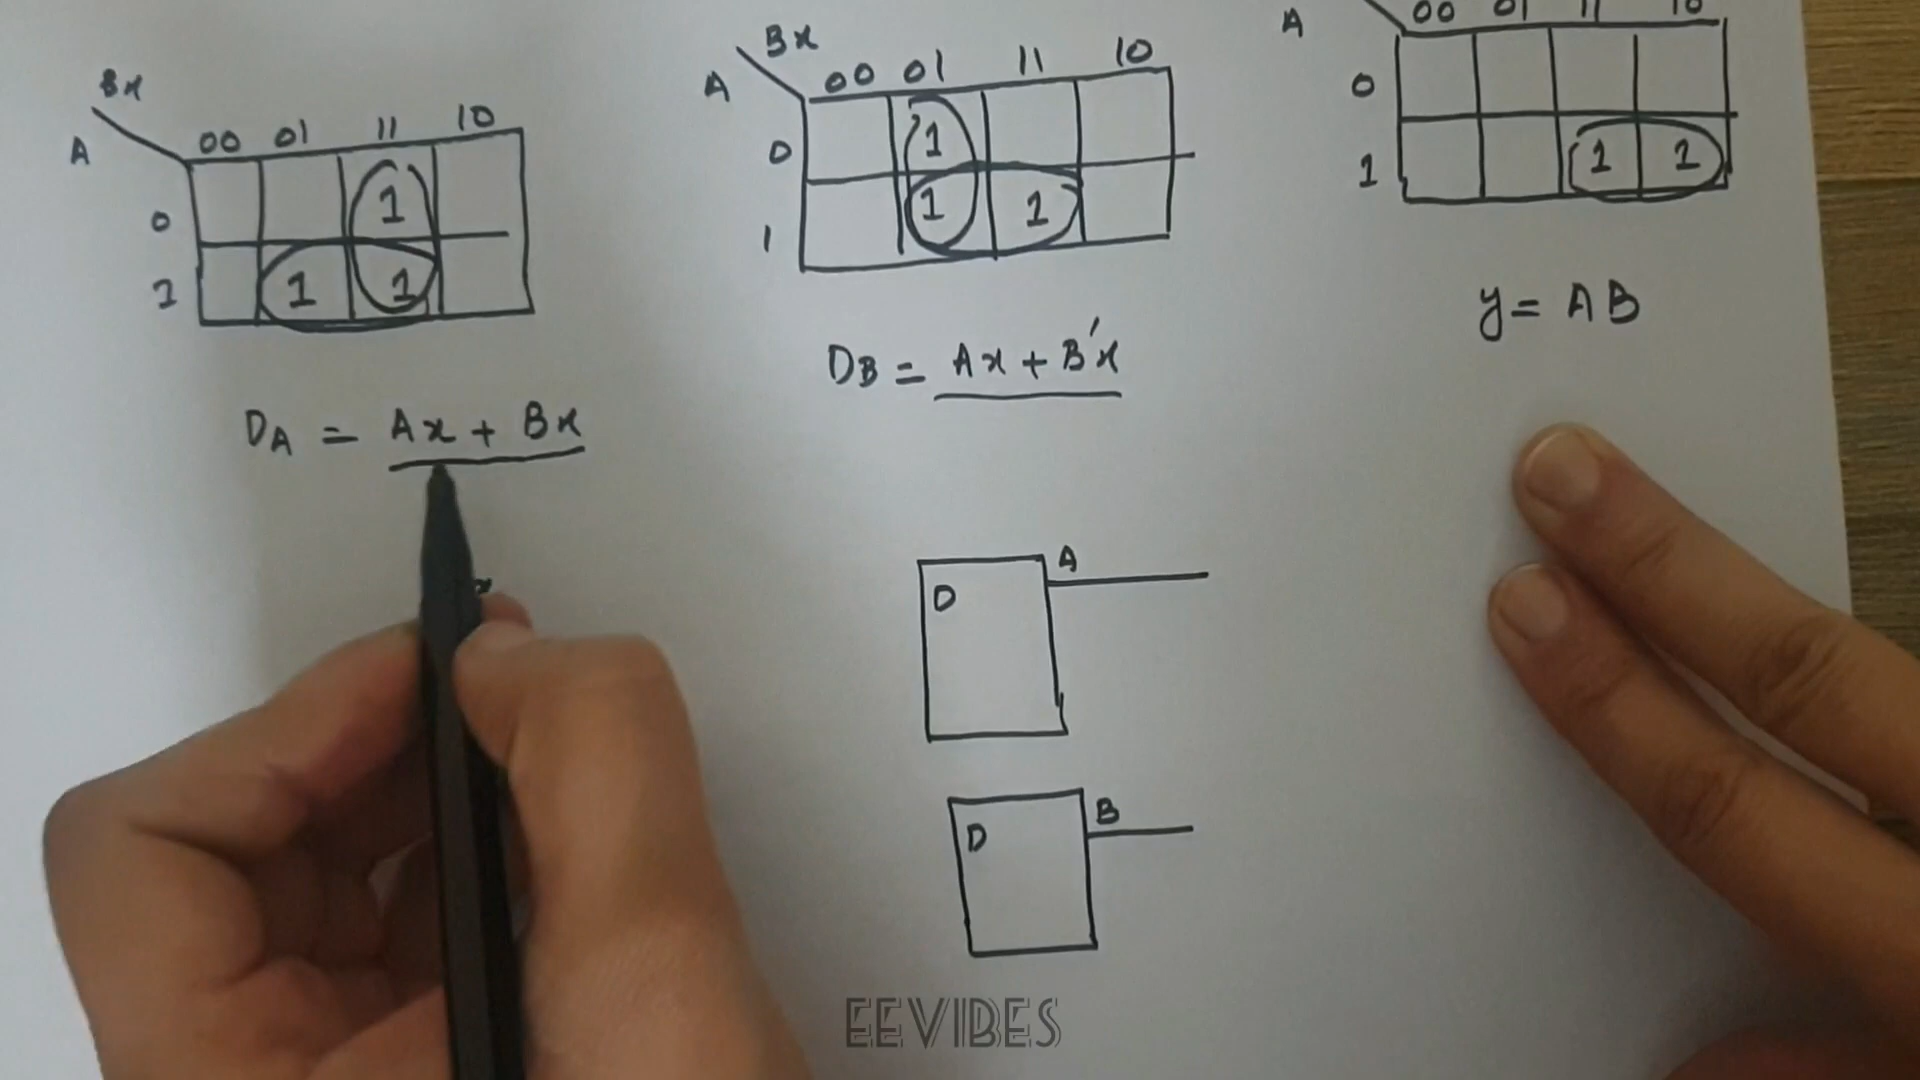 Bx
A
00 01 11 10
0 1
1 1 1
DA = Ax + Bx
Bx
A
00 01 11 10
0 1
1 1 1
DB = Ax + B'x
A
00 01 11 10
0
1 1 1
y = AB
x
D A
D B
EEVIBES